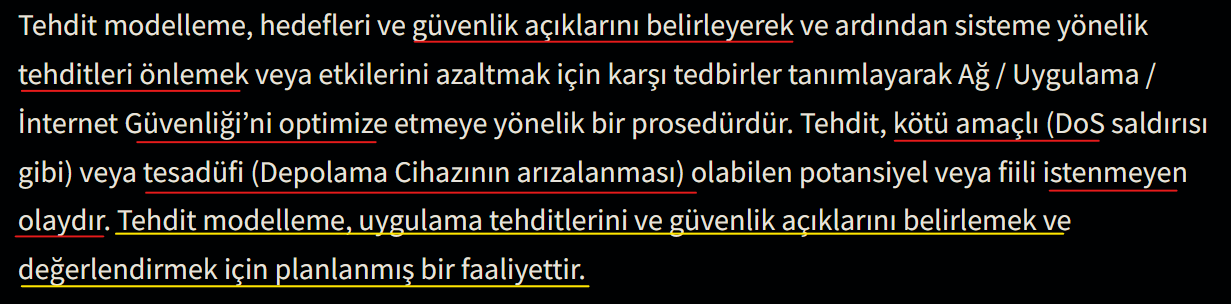 Tehdit modelleme, hedefleri ve güvenlik açıklarını belirleyerek ve ardından sisteme yönelik
tehditleri önlemek veya etkilerini azaltmak için karşı tedbirler tanımlayarak Ağ / Uygulama /
İnternet Güvenliği’ni optimize etmeye yönelik bir prosedürdür. Tehdit, kötü amaçlı (DoS saldırısı
gibi) veya tesadüfi (Depolama Cihazının arızalanması) olabilen potansiyel veya fiili istenmeyen
olaydır. Tehdit modelleme, uygulama tehditlerini ve güvenlik açıklarını belirlemek ve
değerlendirmek için planlanmış bir faaliyettir.